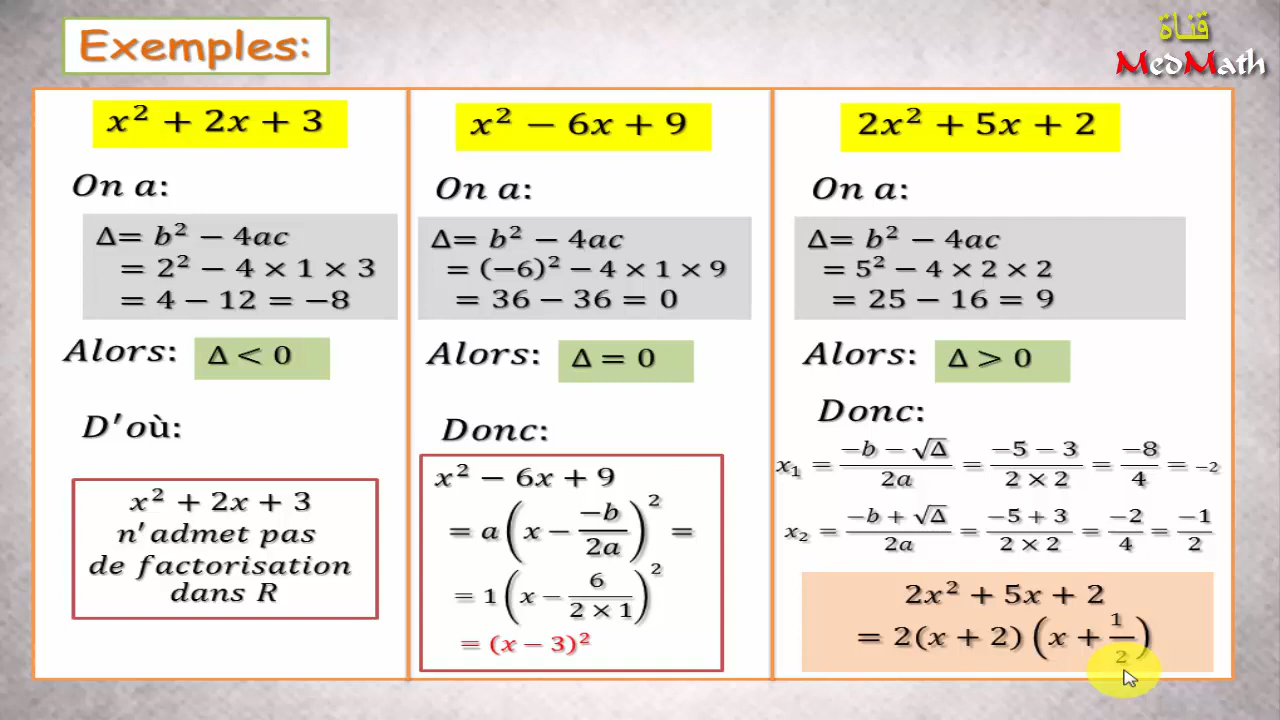 Exemples:
قناة
MedMath
x² + 2x + 3
On a:
Δ= b² − 4ac
= 2² − 4 × 1 × 3
= 4 − 12 = −8
Alors: Δ < 0
D'où:
x² + 2x + 3
n'admet pas
de factorisation
dans R
x² − 6x + 9
On a:
Δ= b² − 4ac
= (−6)² − 4 × 1 × 9
= 36 − 36 = 0
Alors: Δ = 0
Donc:
x² − 6x + 9
= a(x − (−b)/(2a))² =
= 1(x − 6/(2 × 1))²
= (x − 3)²
2x² + 5x + 2
On a:
Δ= b² − 4ac
= 5² − 4 × 2 × 2
= 25 − 16 = 9
Alors: Δ > 0
Donc:
x₁ = (−b − √Δ)/(2a) = (−5 − 3)/(2 × 2) = −8/4 = −2
x₂ = (−b + √Δ)/(2a) = (−5 + 3)/(2 × 2) = −2/4 = −1/2
2x² + 5x + 2
= 2(x + 2)(x + 1/2)